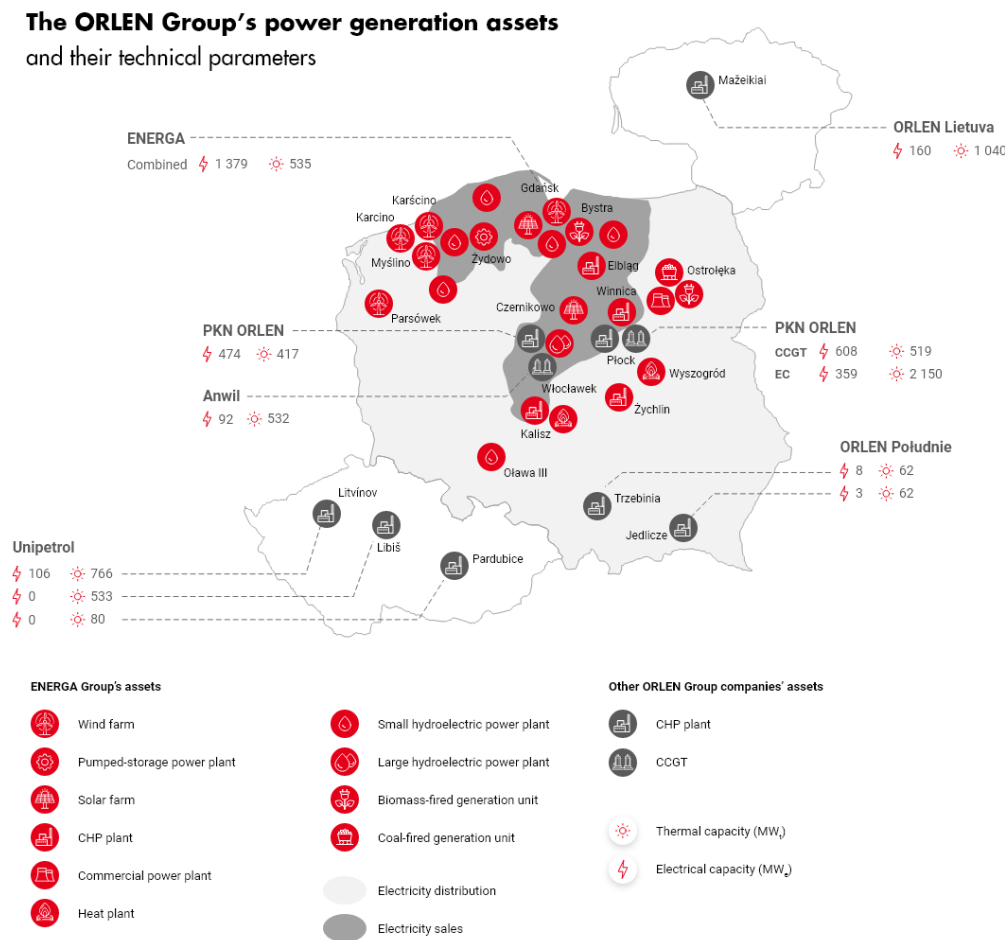 The ORLEN Group's power generation assets
and their technical parameters
Mažeikiai
ORLEN Lietuva
160 1 040
ENERGA
Combined 1 379 535
Gdańsk
Karścino
Bystra
Karcino
Myślino
Żydowo
Elbląg
Ostrołęka
Winnica
Czernikowo
Parsówek
PKN ORLEN
474 417
PKN ORLEN
CCGT 608 519
EC 359 2 150
Płock
Wyszogród
Włocławek
Anwil
92 532
Żychlin
Kalisz
Oława III
ORLEN Południe
8 62
3 62
Trzebinia
Jedlicze
Litvínov
Libiš
Pardubice
Unipetrol
106 766
0 533
0 80
ENERGA Group's assets
Wind farm
Pumped-storage power plant
Solar farm
CHP plant
Commercial power plant
Heat plant
Small hydroelectric power plant
Large hydroelectric power plant
Biomass-fired generation unit
Coal-fired generation unit
Electricity distribution
Electricity sales
Other ORLEN Group companies' assets
CHP plant
CCGT
Thermal capacity (MWt)
Electrical capacity (MWe)